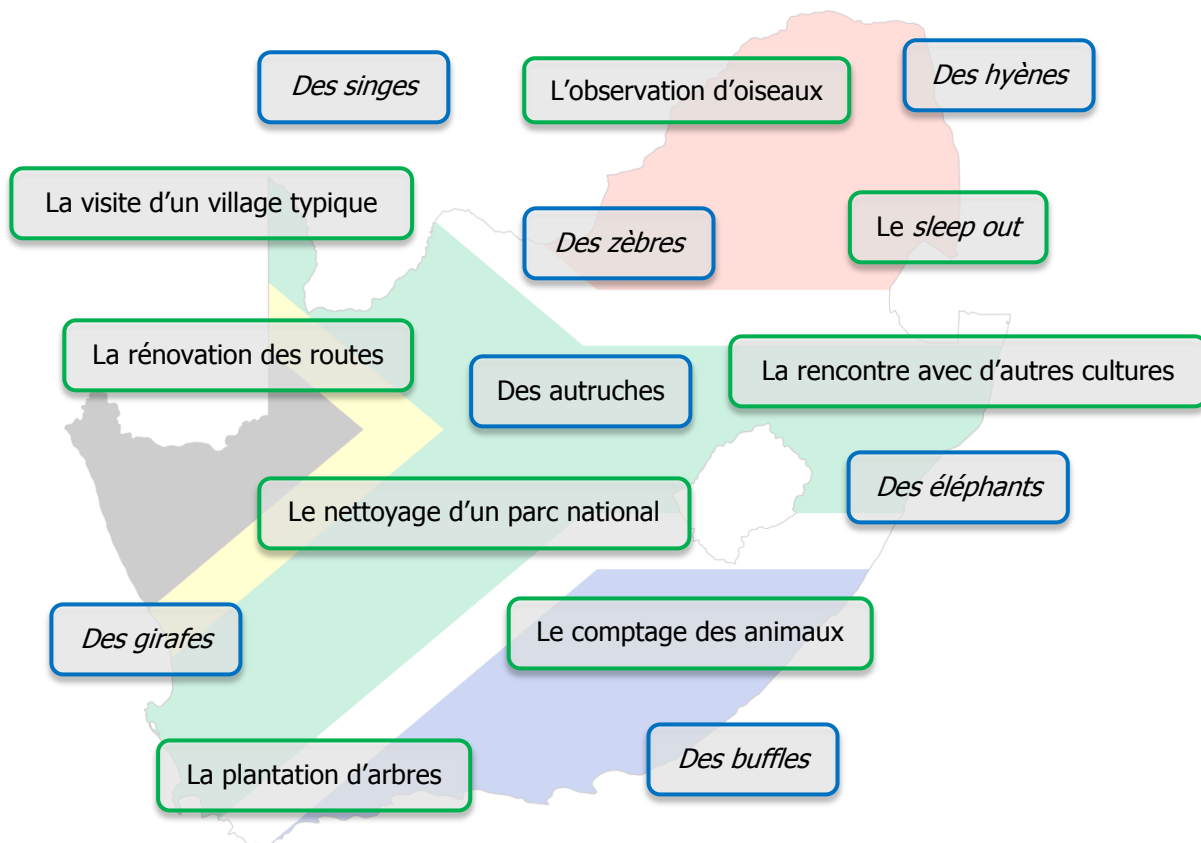 Des singes
L'observation d'oiseaux
Des hyènes
La visite d'un village typique
Des zèbres
Le sleep out
La rénovation des routes
Des autruches
La rencontre avec d'autres cultures
Le nettoyage d'un parc national
Des éléphants
Des girafes
Le comptage des animaux
La plantation d'arbres
Des buffles